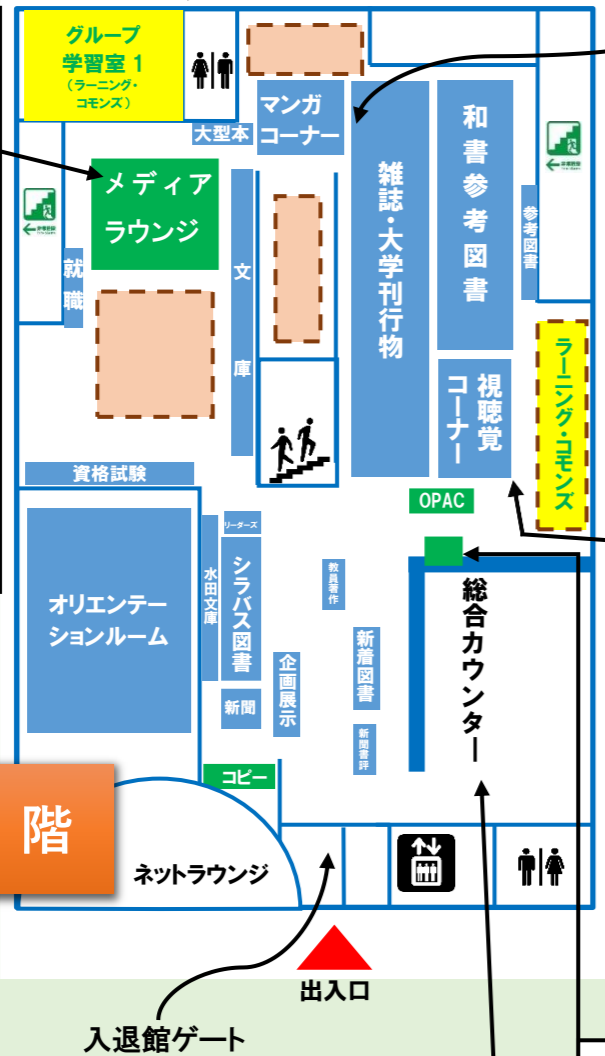 グループ
学習室 1
(ラーニング・
コモンズ)
大型本
マンガ
コーナー
メディア
ラウンジ
就職
文庫
雑誌・大学刊行物
和書参考図書
参考図書
視聴覚
コーナー
ラーニング・コモンズ
資格試験
OPAC
オリエンテー
ションルーム
リーダーズ
水田文庫
シラバス図書
新聞
企画展示
教員著作
新着図書
新聞書評
総合カウンター
コピー
階
ネットラウンジ
出入口
入退館ゲート